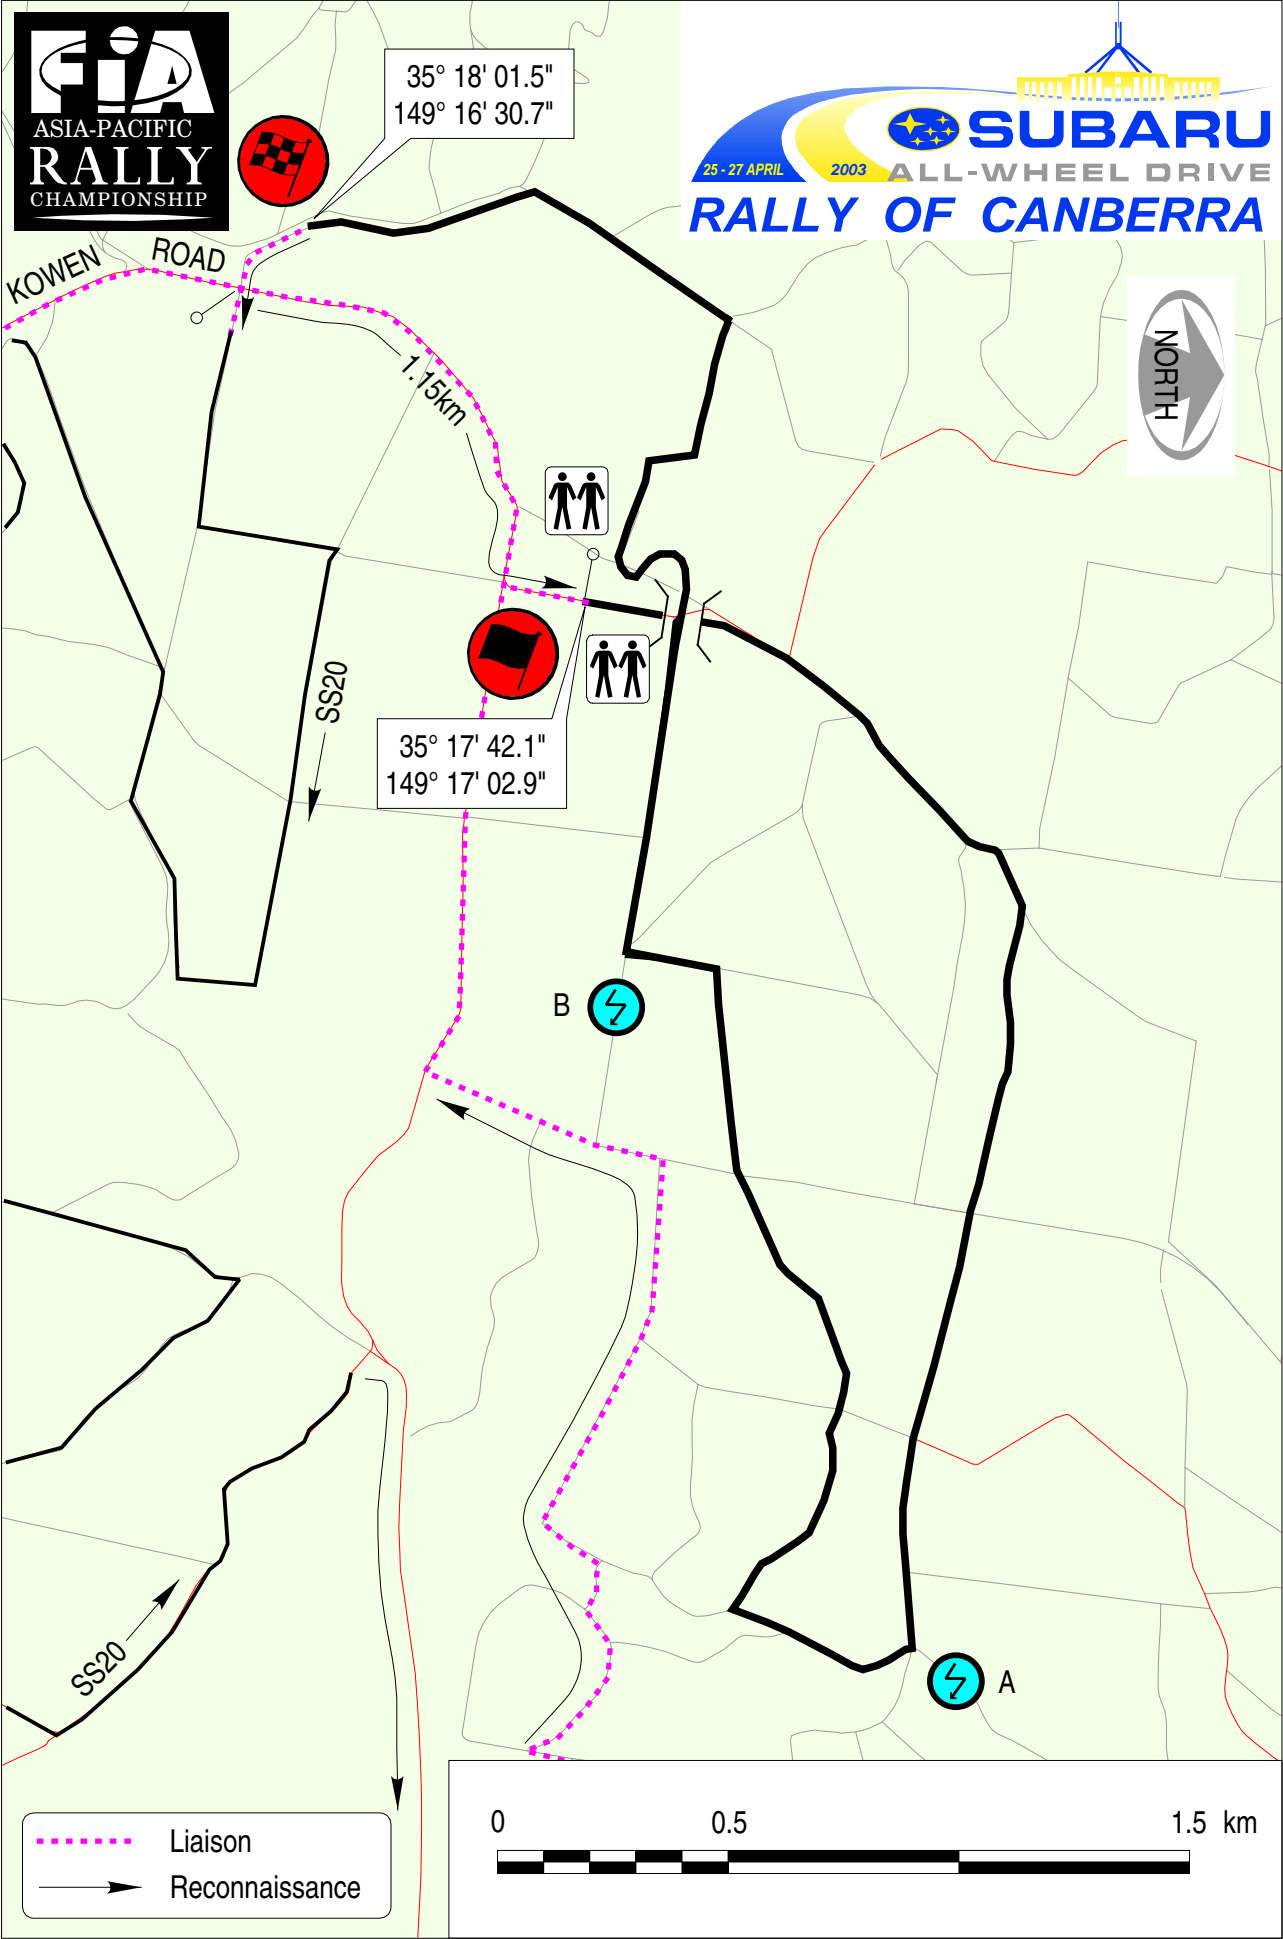 FiA
ASIA-PACIFIC
RALLY
CHAMPIONSHIP
35° 18' 01.5"
149° 16' 30.7"
25 - 27 APRIL 2003
SUBARU
ALL-WHEEL DRIVE
RALLY OF CANBERRA
KOWEN ROAD
NORTH
1.15km
SS20
35° 17' 42.1"
149° 17' 02.9"
B
A
SS20
Liaison
Reconnaissance
0 0.5 1.5 km